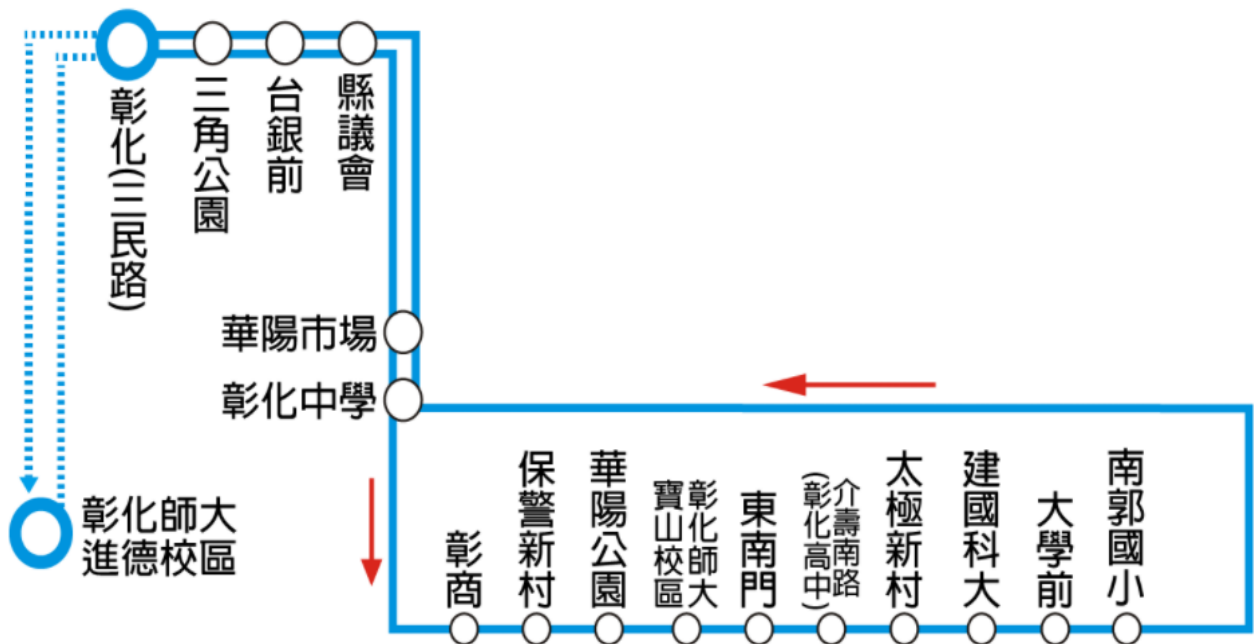 彰化(三民路)
三角公園
台銀前
縣議會
華陽市場
彰化中學
彰化師大
進德校區
彰商
保警新村
華陽公園
彰化師大
寶山校區
東南門
介壽南路
(彰化高中)
太極新村
建國科大
大學前
南郭國小